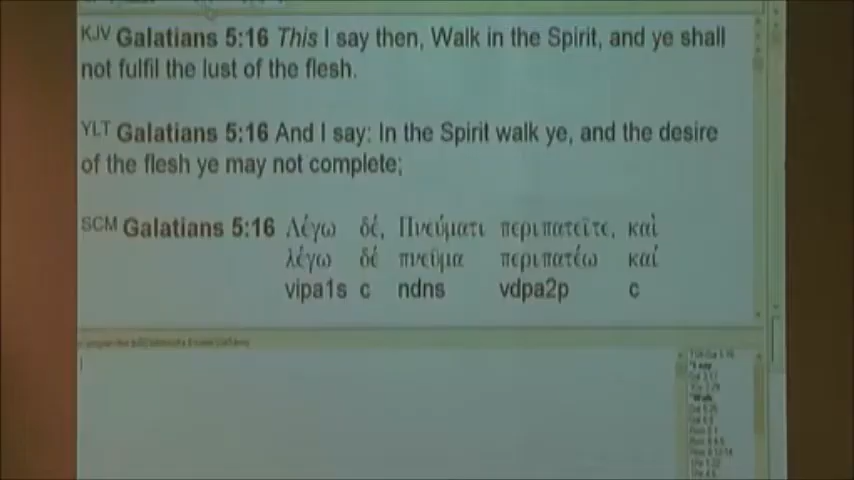 KJV Galatians 5:16 This I say then, Walk in the Spirit, and ye shall
not fulfil the lust of the flesh.
YLT Galatians 5:16 And I say: In the Spirit walk ye, and the desire
of the flesh ye may not complete;
SCM Galatians 5:16 Λέγω δέ, Πνεύματι περιπατεῖτε, καὶ
λέγω δέ πνεῦμα περιπατέω καί
vipa1s c ndns vdpa2p c
"I say
"Walk